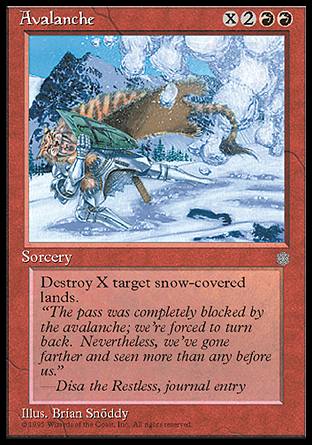 Avalanche X 2
Sorcery
Destroy X target snow-covered
lands.
“The pass was completely blocked by
the avalanche; we’re forced to turn
back. Nevertheless, we’ve gone
farther and seen more than any before
us.”
—Disa the Restless, journal entry
Illus. Brian Snōddy
© 1995 Wizards of the Coast, Inc. All rights reserved.